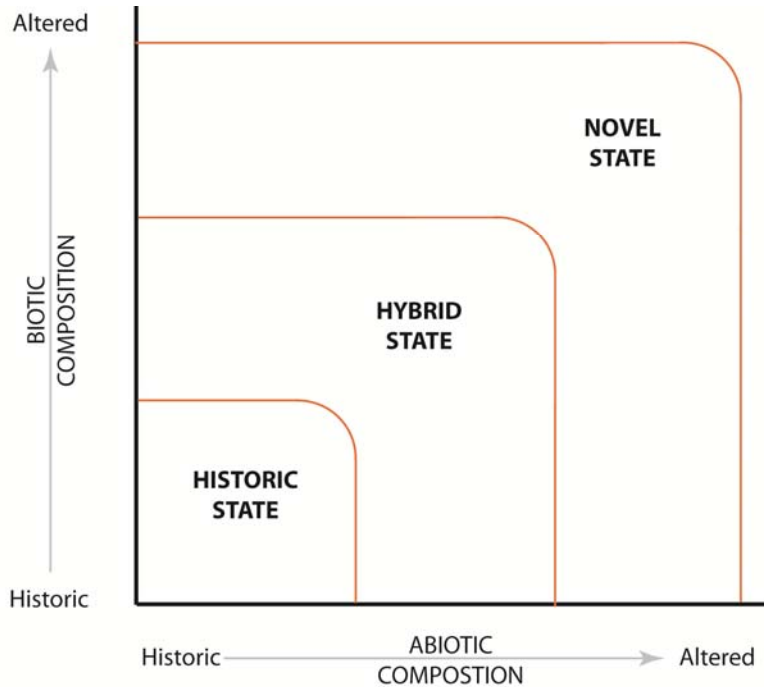 Altered
NOVEL
STATE
BIOTIC
COMPOSITION
HYBRID
STATE
HISTORIC
STATE
Historic
Historic
ABIOTIC
COMPOSTION
Altered